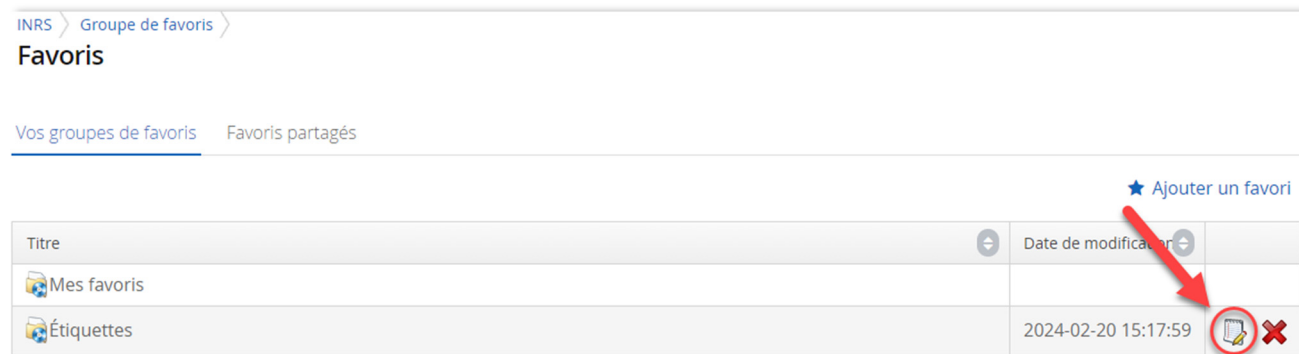 INRS Groupe de favoris
Favoris
Vos groupes de favoris Favoris partagés
Ajouter un favori
Titre Date de modification
Mes favoris
Étiquettes 2024-02-20 15:17:59